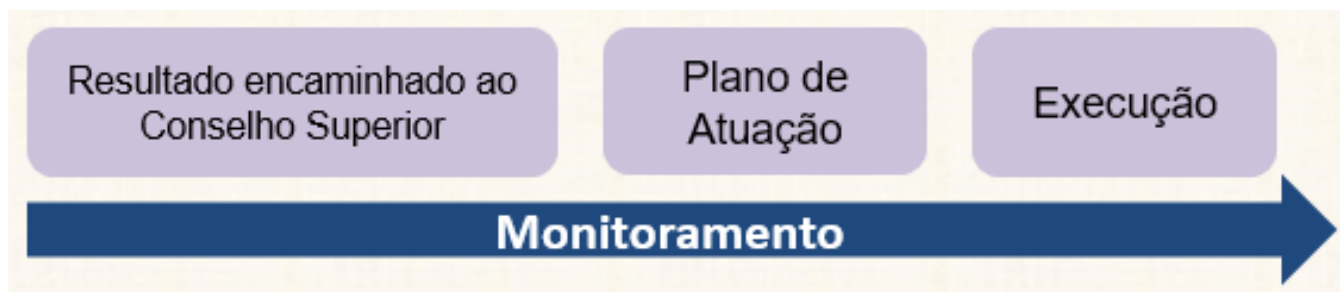 Resultado encaminhado ao
Conselho Superior
Plano de
Atuação
Execução
Monitoramento